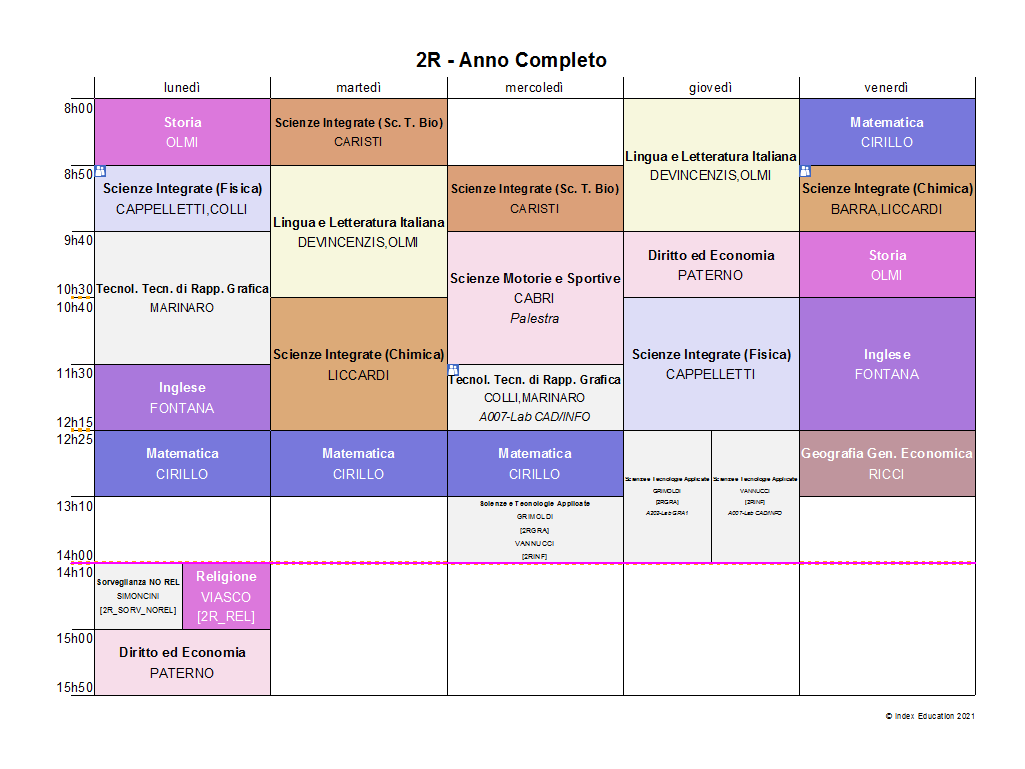 2R - Anno Completo
lunedì martedì mercoledì giovedì venerdì
8h00
8h50
9h40
10h30
10h40
11h30
12h15
12h25
13h10
14h00
14h10
15h00
15h50
Storia
OLMI
Scienze Integrate (Fisica)
CAPPELLETTI,COLLI
Tecnol. Tecn. di Rapp. Grafica
MARINARO
Inglese
FONTANA
Matematica
CIRILLO
Sorveglianza NO REL
SIMONCINI
[2R_SORV_NOREL]
Religione
VIASCO
[2R_REL]
Diritto ed Economia
PATERNO
Scienze Integrate (Sc. T. Bio)
CARISTI
Lingua e Letteratura Italiana
DEVINCENZIS,OLMI
Scienze Integrate (Chimica)
LICCARDI
Matematica
CIRILLO
Scienze Integrate (Sc. T. Bio)
CARISTI
Scienze Motorie e Sportive
CABRI
Palestra
Tecnol. Tecn. di Rapp. Grafica
COLLI,MARINARO
A007-Lab CAD/INFO
Matematica
CIRILLO
Scienze e Tecnologie Applicate
GRIMOLDI
[2RGRA]
VANNUCCI
[2RINF]
Lingua e Letteratura Italiana
DEVINCENZIS,OLMI
Diritto ed Economia
PATERNO
Scienze Integrate (Fisica)
CAPPELLETTI
Scienze e Tecnologie Applicate
GRIMOLDI
[2RGRA]
A203-Lab GRA1
Scienze e Tecnologie Applicate
VANNUCCI
[2RINF]
A007-Lab CAD/INFO
Matematica
CIRILLO
Scienze Integrate (Chimica)
BARRA,LICCARDI
Storia
OLMI
Inglese
FONTANA
Geografia Gen. Economica
RICCI
© Index Education 2021